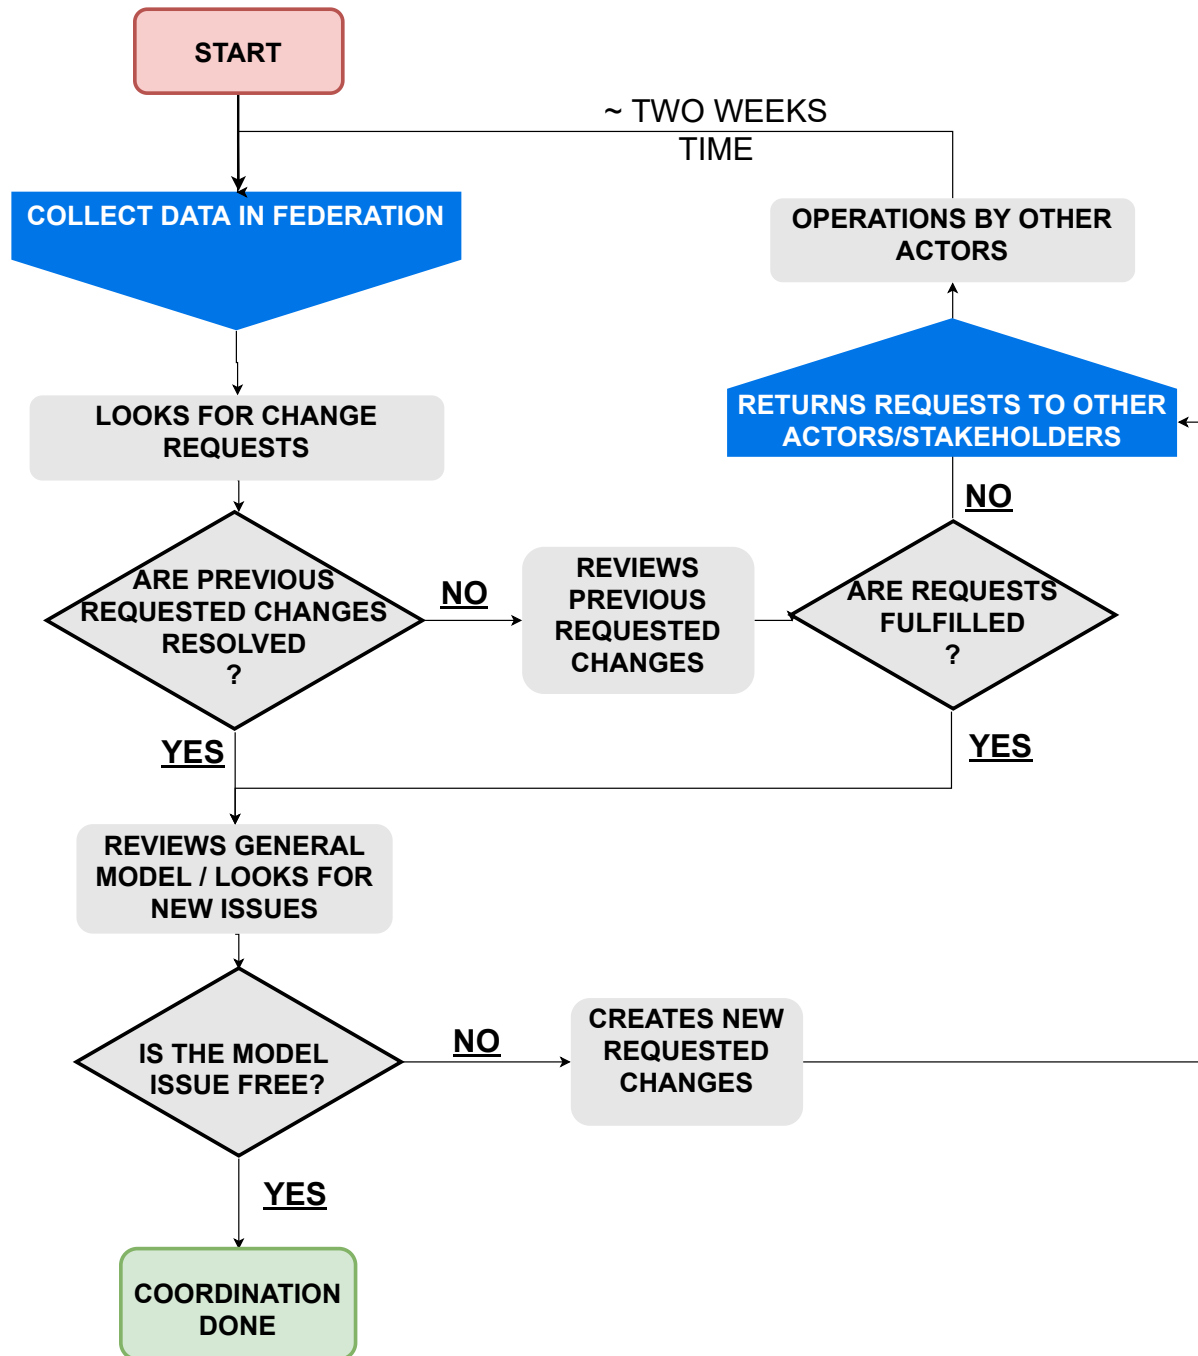 START
~ TWO WEEKS
TIME
COLLECT DATA IN FEDERATION
OPERATIONS BY OTHER
ACTORS
LOOKS FOR CHANGE
REQUESTS
RETURNS REQUESTS TO OTHER
ACTORS/STAKEHOLDERS
NO
ARE PREVIOUS
REQUESTED CHANGES
RESOLVED
?
NO
REVIEWS
PREVIOUS
REQUESTED
CHANGES
ARE REQUESTS
FULFILLED
?
YES
YES
REVIEWS GENERAL
MODEL / LOOKS FOR
NEW ISSUES
IS THE MODEL
ISSUE FREE?
NO
CREATES NEW
REQUESTED
CHANGES
YES
COORDINATION
DONE